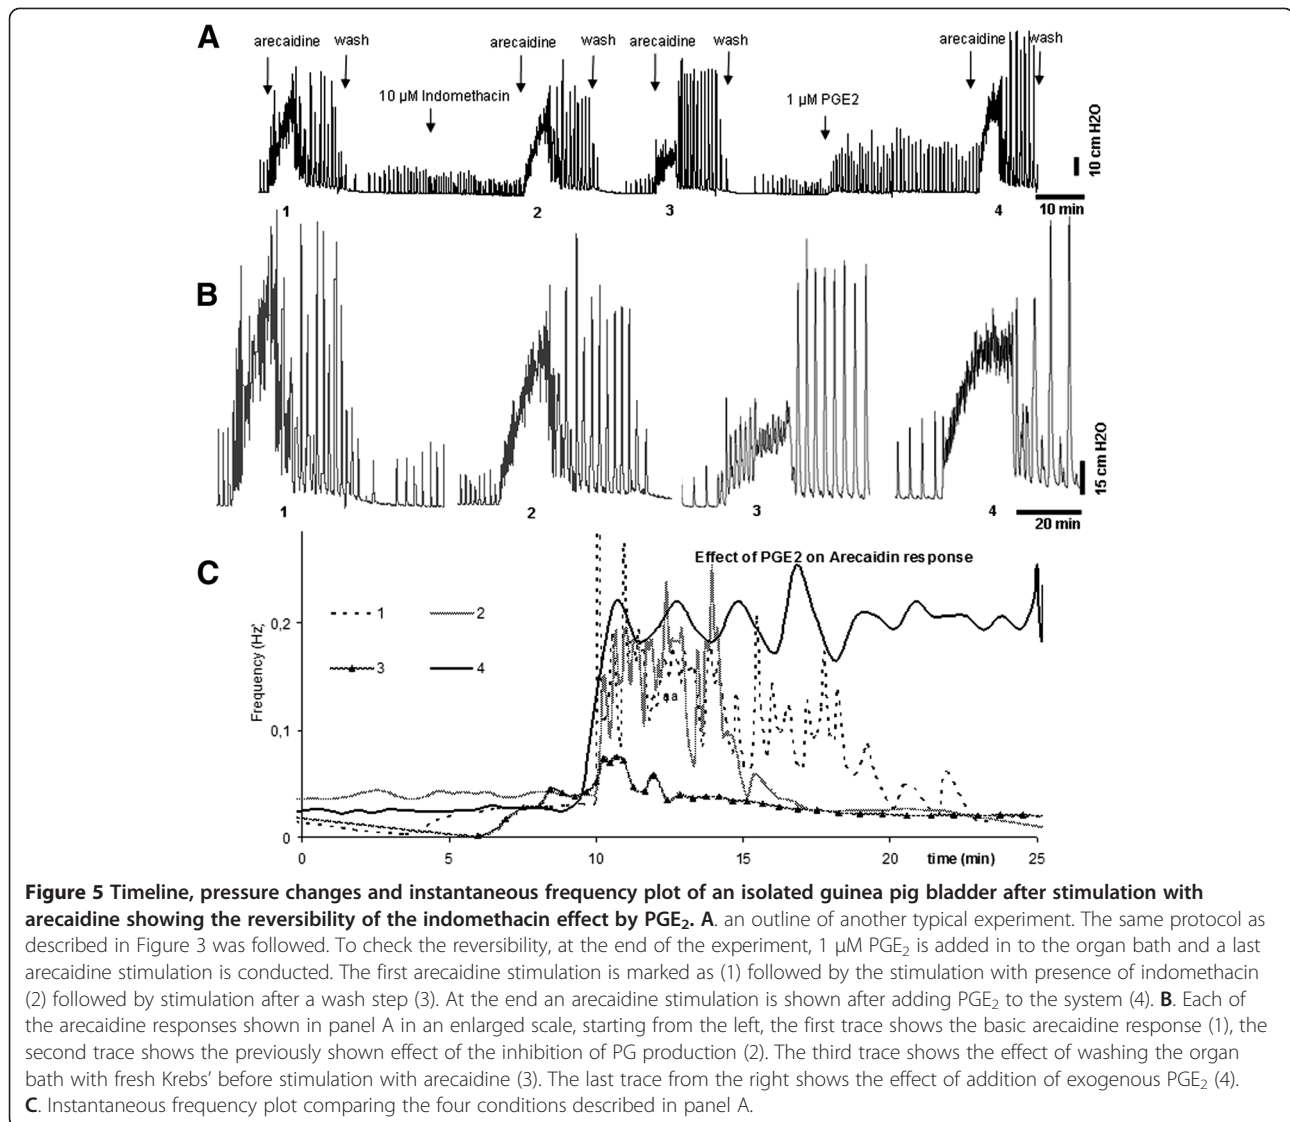 A
arecaidine wash arecaidine wash arecaidine wash arecaidine wash
10 µM Indomethacin 1 µM PGE2
10 cm H2O
1 2 3 4 10 min
B
15 cm H2O
1 2 3 4
20 min
C
Effect of PGE2 on Arecaidin response
1 2
3 4
Frequency (Hz)
0,2
0,1
0
aa
0 5 10 15 20 time (min) 25
Figure 5 Timeline, pressure changes and instantaneous frequency plot of an isolated guinea pig bladder after stimulation with
arecaidine showing the reversibility of the indomethacin effect by PGE₂. A. an outline of another typical experiment. The same protocol as
described in Figure 3 was followed. To check the reversibility, at the end of the experiment, 1 µM PGE₂ is added in to the organ bath and a last
arecaidine stimulation is conducted. The first arecaidine stimulation is marked as (1) followed by the stimulation with presence of indomethacin
(2) followed by stimulation after a wash step (3). At the end an arecaidine stimulation is shown after adding PGE₂ to the system (4). B. Each of
the arecaidine responses shown in panel A in an enlarged scale, starting from the left, the first trace shows the basic arecaidine response (1), the
second trace shows the previously shown effect of the inhibition of PG production (2). The third trace shows the effect of washing the organ
bath with fresh Krebs' before stimulation with arecaidine (3). The last trace from the right shows the effect of addition of exogenous PGE₂ (4).
C. Instantaneous frequency plot comparing the four conditions described in panel A.